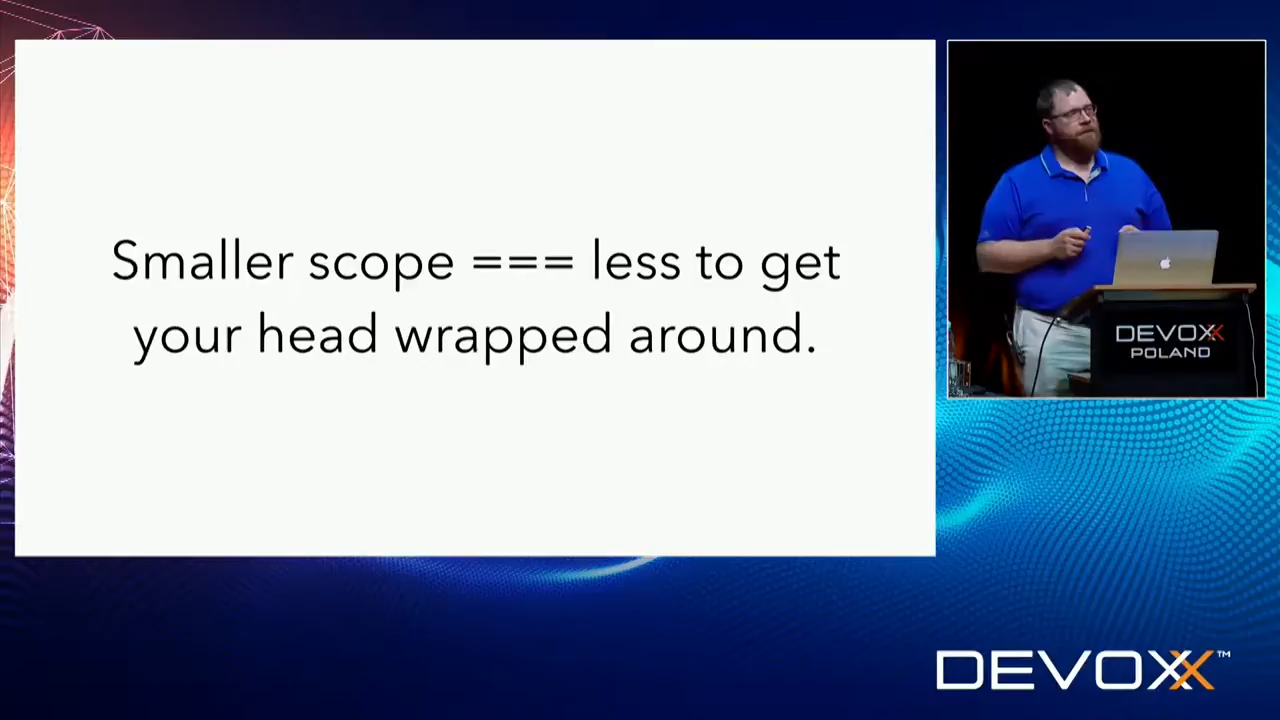 Smaller scope === less to get
your head wrapped around.
DEVOXX
POLAND
DEVOXX™